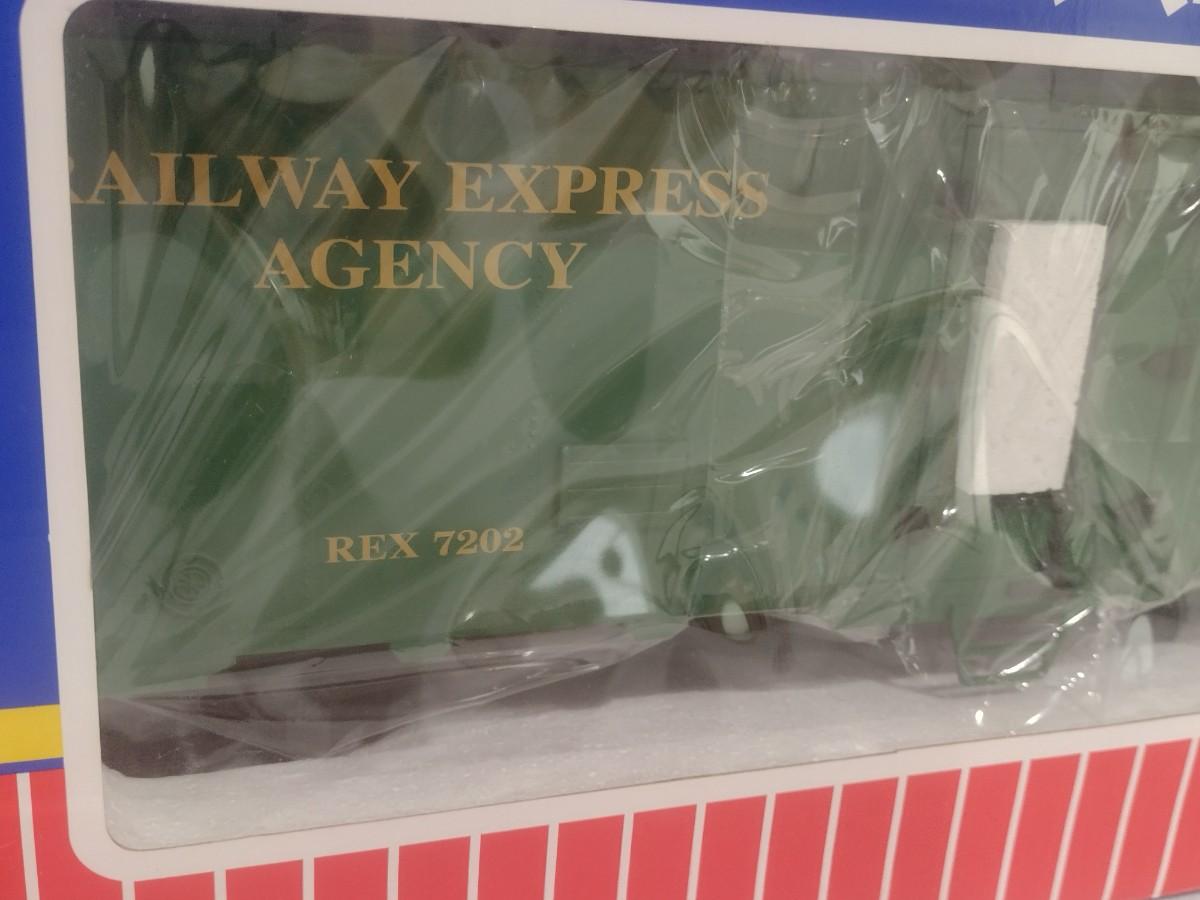 RAILWAY EXPRESS
AGENCY
REX 7202